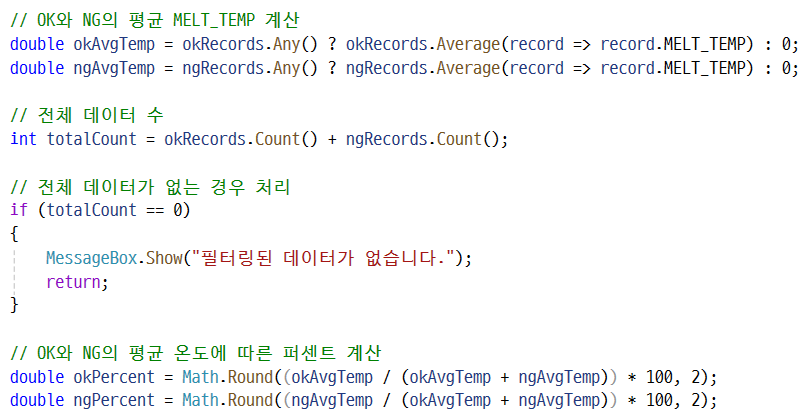 // OK와 NG의 평균 MELT_TEMP 계산
double okAvgTemp = okRecords.Any() ? okRecords.Average(record => record.MELT_TEMP) : 0;
double ngAvgTemp = ngRecords.Any() ? ngRecords.Average(record => record.MELT_TEMP) : 0;
// 전체 데이터 수
int totalCount = okRecords.Count() + ngRecords.Count();
// 전체 데이터가 없는 경우 처리
if (totalCount == 0)
{
MessageBox.Show("필터링된 데이터가 없습니다.");
return;
}
// OK와 NG의 평균 온도에 따른 퍼센트 계산
double okPercent = Math.Round((okAvgTemp / (okAvgTemp + ngAvgTemp)) * 100, 2);
double ngPercent = Math.Round((ngAvgTemp / (okAvgTemp + ngAvgTemp)) * 100, 2);